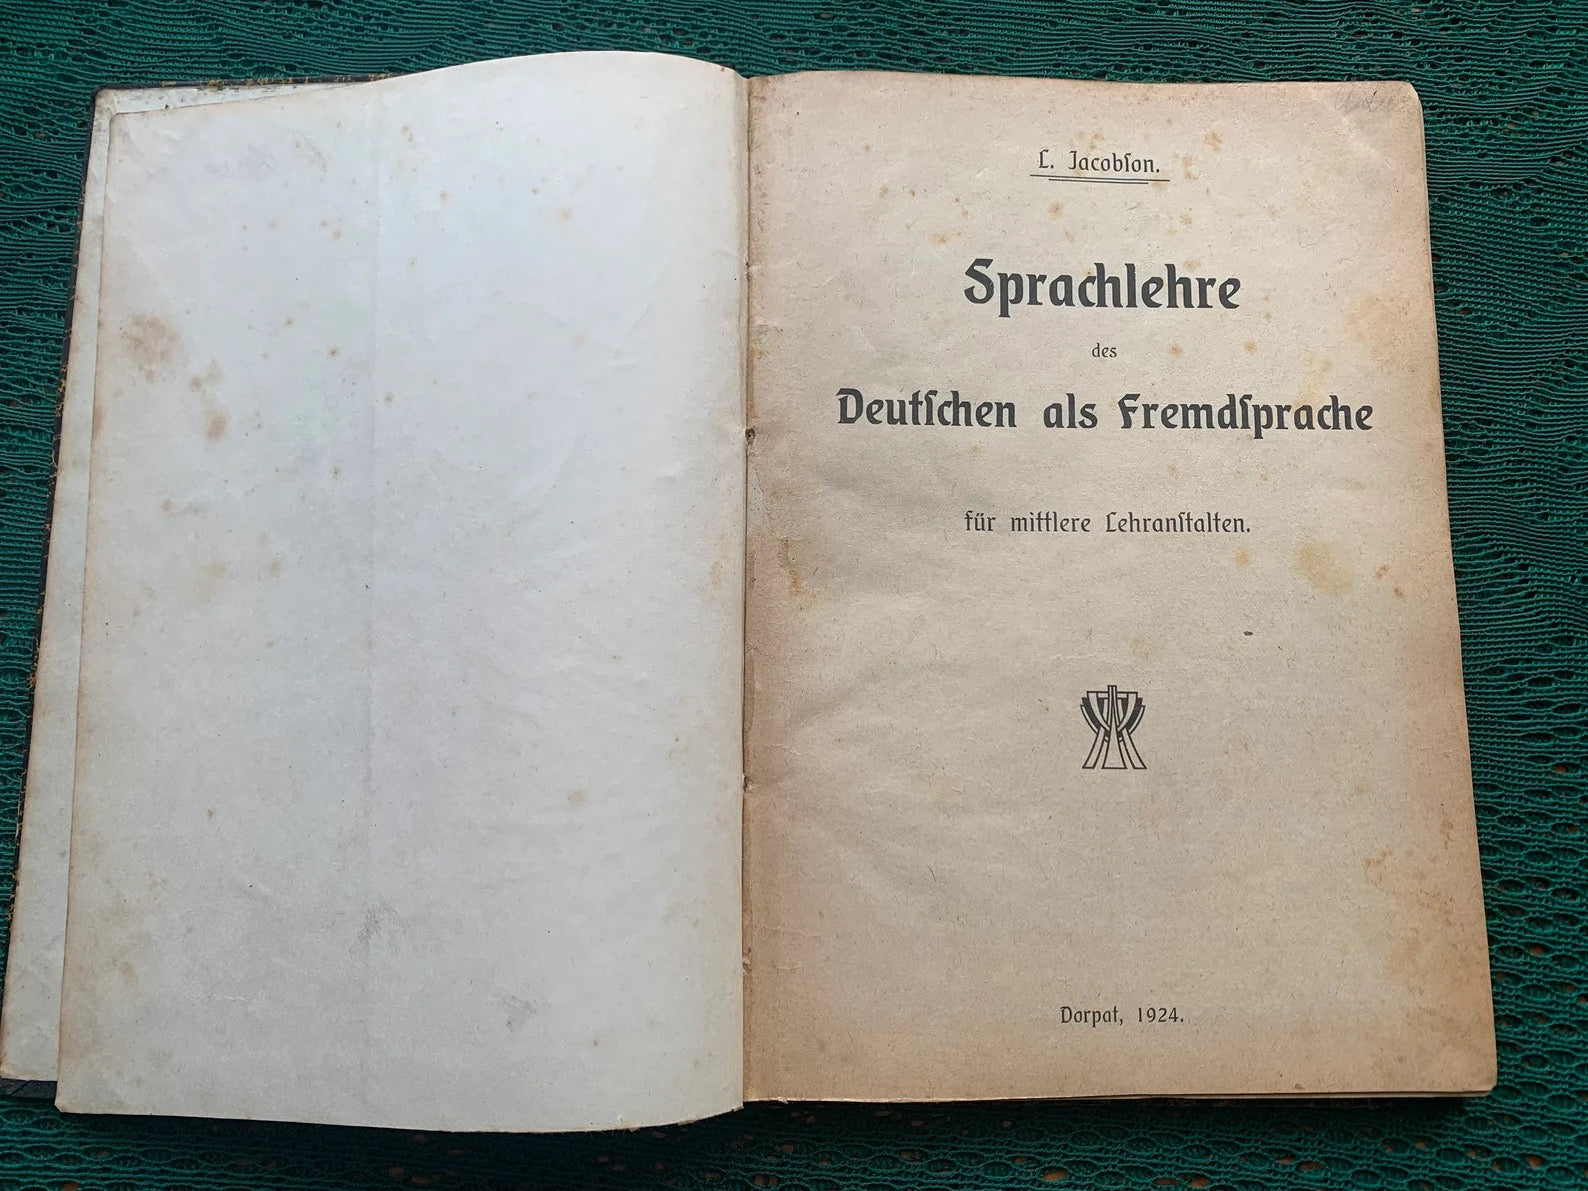 L. Jacobſon.
Sprachlehre
des
Deutſchen als Fremdſprache
für mittlere Lehranſtalten.
Dorpat, 1924.